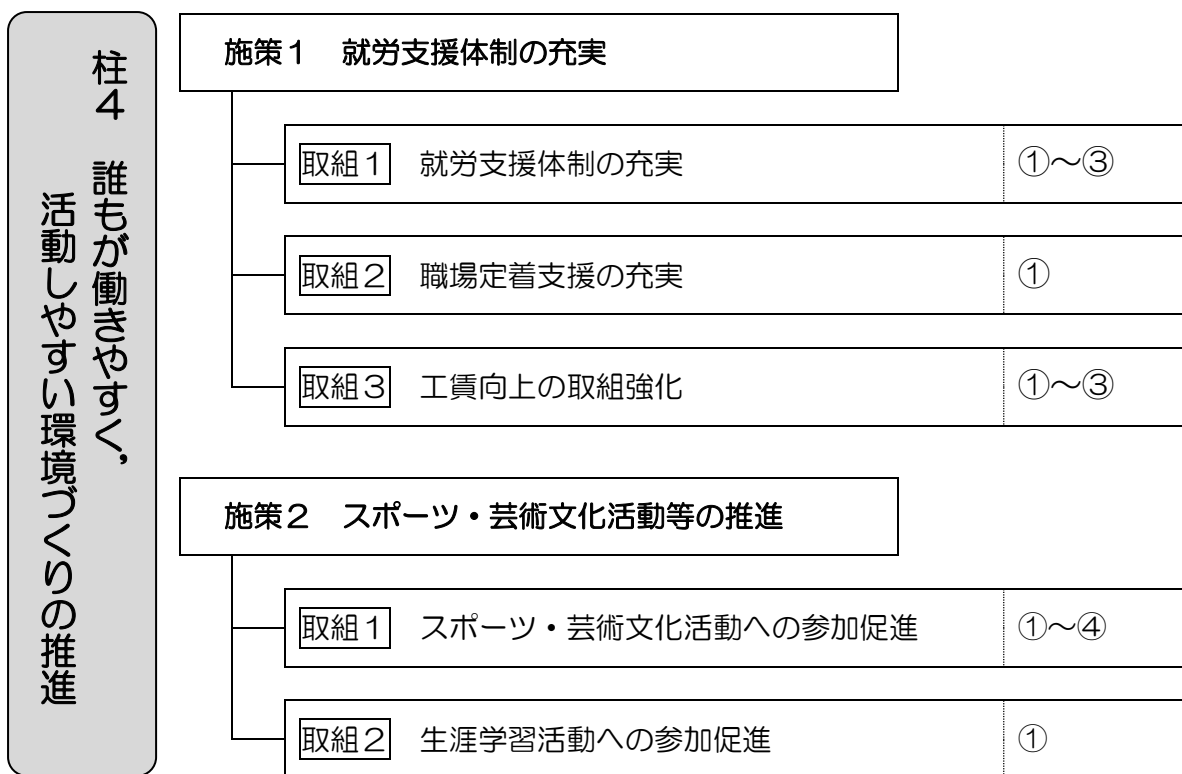 柱４　誰もが働きやすく，
活動しやすい環境づくりの推進
施策１　就労支援体制の充実
取組１　就労支援体制の充実　①～③
取組２　職場定着支援の充実　①
取組３　工賃向上の取組強化　①～③
施策２　スポーツ・芸術文化活動等の推進
取組１　スポーツ・芸術文化活動への参加促進　①～④
取組２　生涯学習活動への参加促進　①